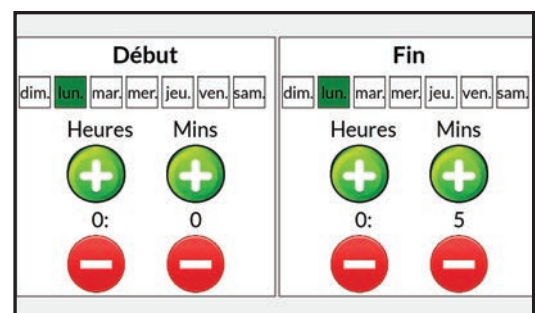 Début
dim. lun. mar. mer. jeu. ven. sam.
Heures Mins
0: 0
Fin
dim. lun. mar. mer. jeu. ven. sam.
Heures Mins
0: 5